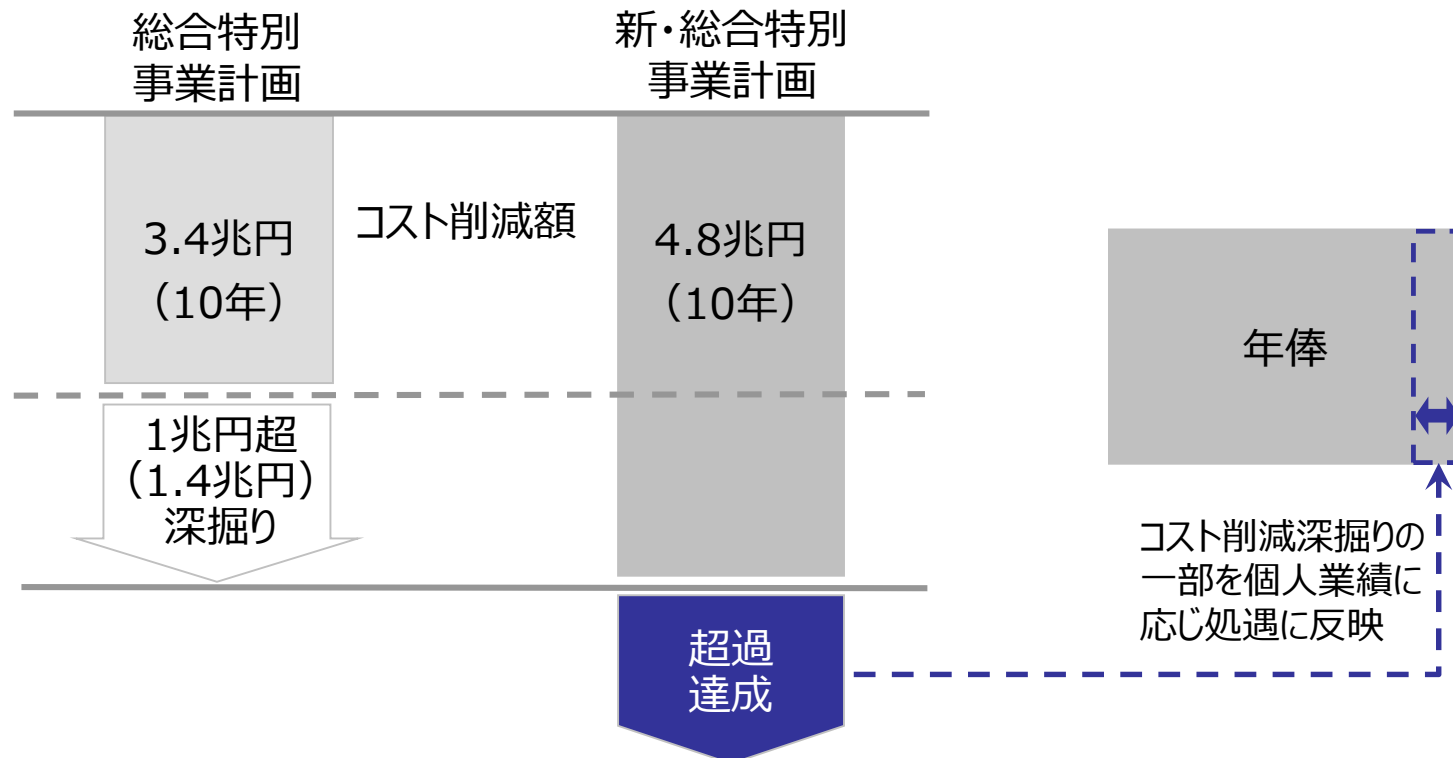 総合特別
事業計画
新・総合特別
事業計画
3.4兆円
（10年）
コスト削減額
4.8兆円
（10年）
年俸
1兆円超
（1.4兆円）
深掘り
コスト削減深掘りの
一部を個人業績に
応じ処遇に反映
超過
達成